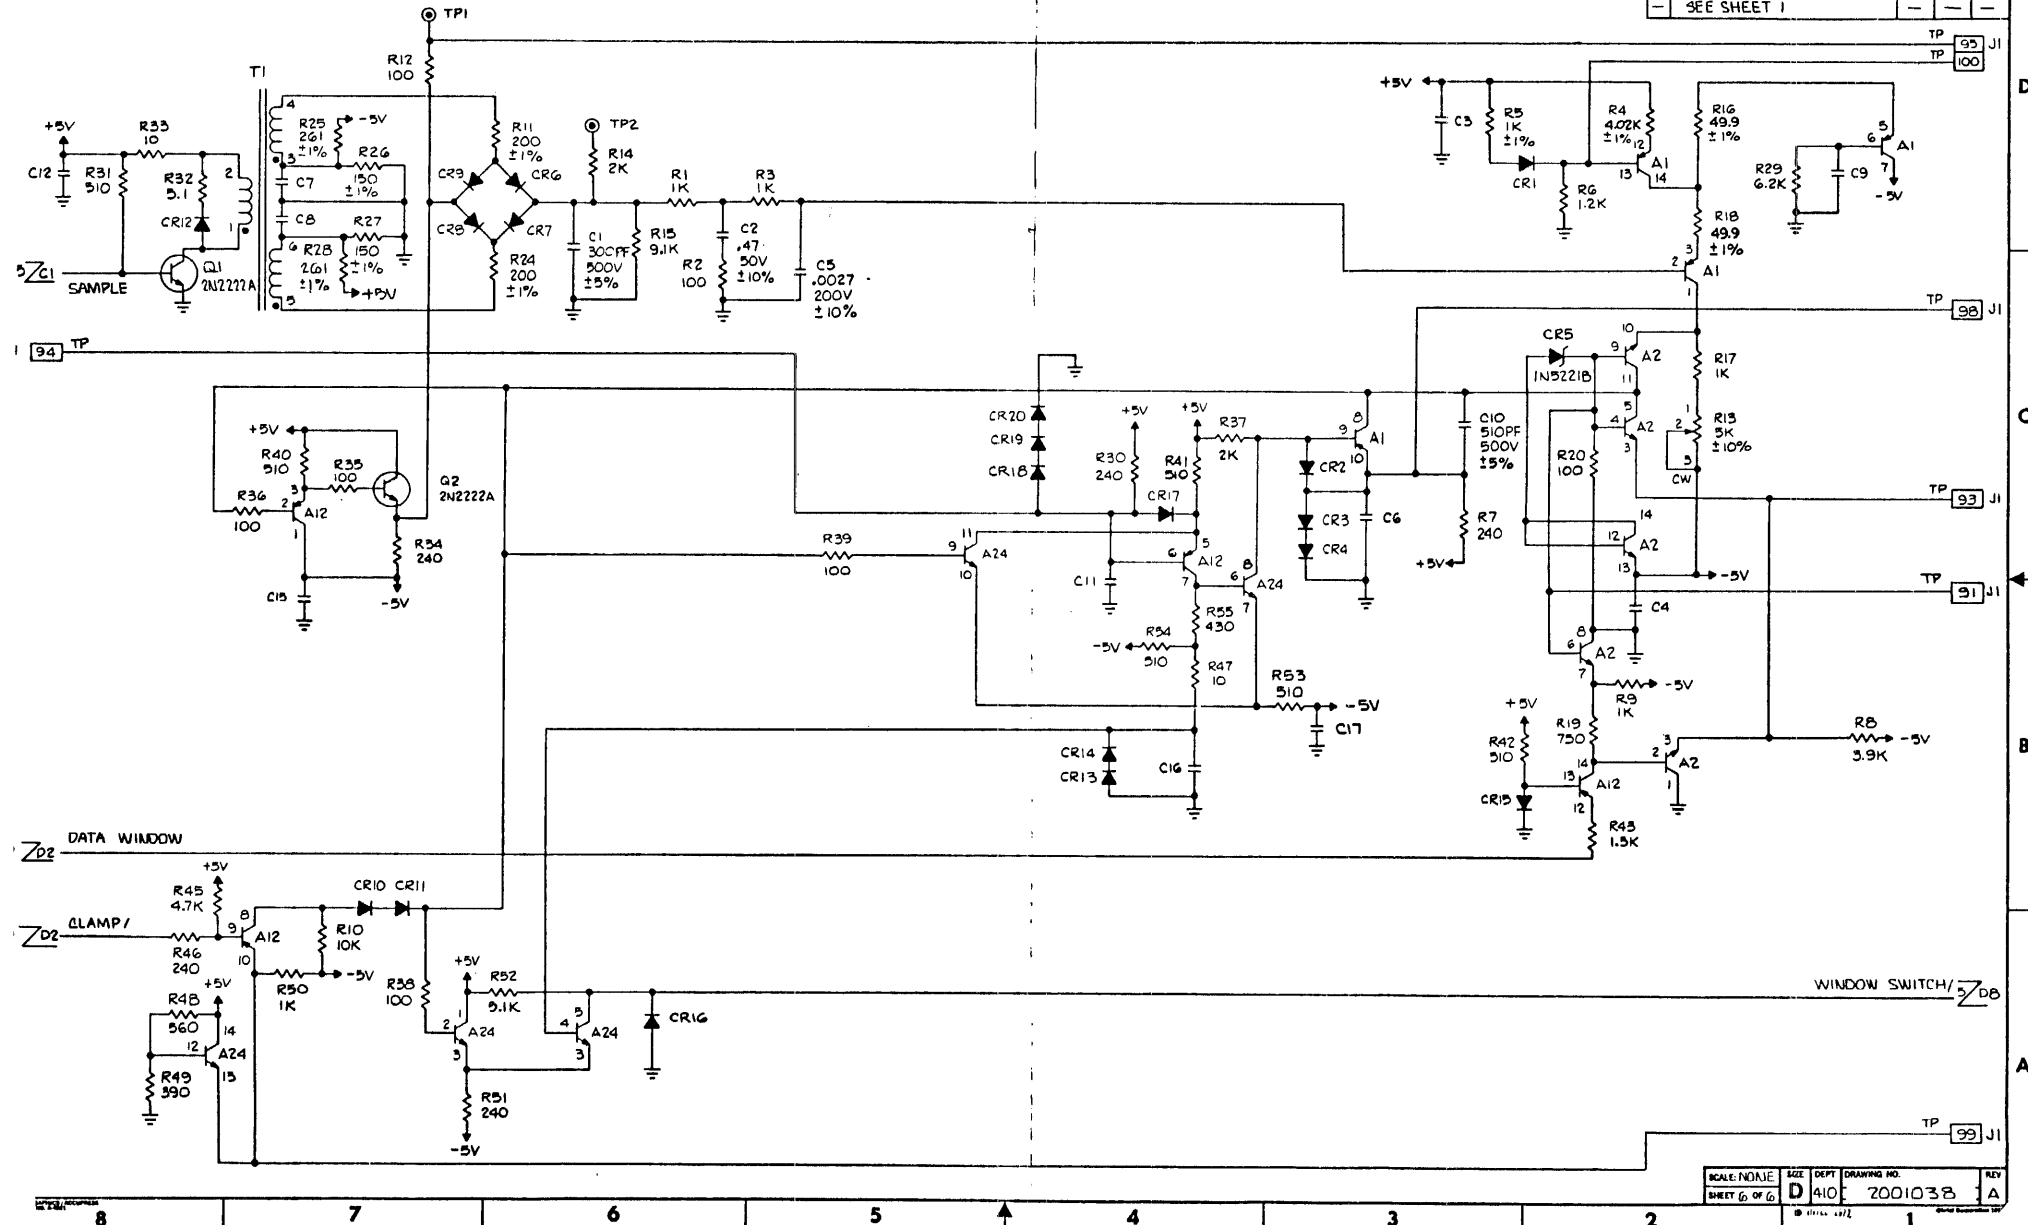 TP1
SEE SHEET 1
TP 95 J1
TP 100
R12
100
T1
4
+5V
R33
10
R25
261
±1%
-5V
3
R26
150
±1%
C12
R31
510
R32
5.1
CR12
2
1
C7
C8
R27
150
±1%
6
R28
261
±1%
+5V
5
5 C1
SAMPLE
Q1
2N2222A
R11
200
±1%
CR9
CR6
CR8
CR7
R24
200
±1%
TP2
R14
2K
C1
300PF
500V
±5%
R15
9.1K
R1
1K
R3
1K
C2
.47
50V
±10%
R2
100
C5
.0027
200V
±10%
+5V
C3
R5
1K
±1%
CR1
R4
4.02K
±1%
12
A1
13
14
R6
1.2K
R16
49.9
±1%
R18
49.9
±1%
3
2
A1
1
R29
6.2K
C9
5
6
A1
7
-5V
TP 98 J1
94 TP
CR5
1N5221B
10
9
A2
11
R17
1K
5
4
A2
3
1
2
R13
5K
±10%
3
CW
R20
100
TP 93 J1
14
12
A2
13
-5V
C4
TP 91 J1
+5V
R40
510
R35
100
Q2
2N2222A
R36
100
3
2
A12
1
R34
240
C15
-5V
CR20
CR19
CR18
+5V
R30
240
+5V
R41
510
R37
2K
CR17
8
9
A1
10
CR2
CR3
CR4
C6
C10
510PF
500V
±5%
R7
240
+5V
R39
100
11
9
A24
10
C11
5
6
A12
7
8
6
A24
7
R55
430
-5V
R54
510
R47
10
R53
510
-5V
C17
CR14
CR13
C16
8
6
A2
7
R9
1K
-5V
+5V
R42
510
CR15
R19
750
14
13
A12
12
R43
1.5K
3
2
A2
1
R8
3.9K
-5V
D2
DATA WINDOW
+5V
R45
4.7K
CR10 CR11
D2
CLAMP/
R46
240
8
9
A12
10
R10
10K
R50
1K
-5V
+5V
R48
560
14
12
A24
13
R49
390
R38
100
+5V
R52
5.1K
1
2
A24
3
5
4
A24
3
CR16
R51
240
-5V
WINDOW SWITCH/ 5 D8
TP 99 J1
D
C
B
A
SCALE: NONE
SHEET 6 OF 6
SIZE
D
DEPT
410
DRAWING NO.
2001038
REV
A
8 7 6 5 4 3 2 1